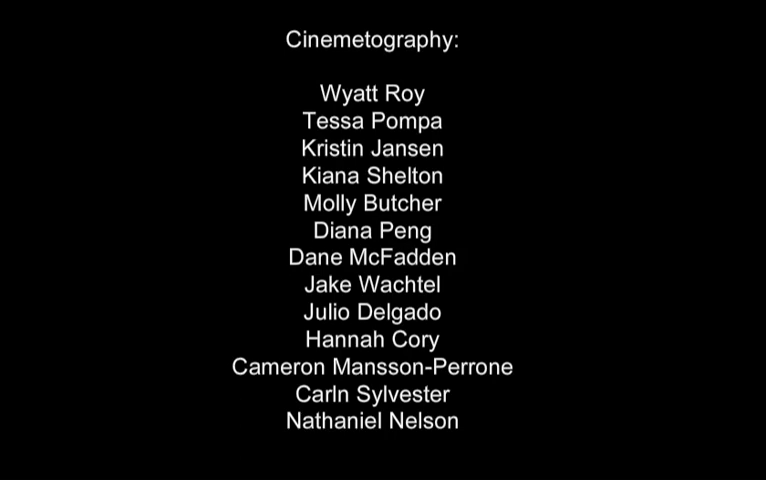 Cinemetography:
Wyatt Roy
Tessa Pompa
Kristin Jansen
Kiana Shelton
Molly Butcher
Diana Peng
Dane McFadden
Jake Wachtel
Julio Delgado
Hannah Cory
Cameron Mansson-Perrone
Carln Sylvester
Nathaniel Nelson